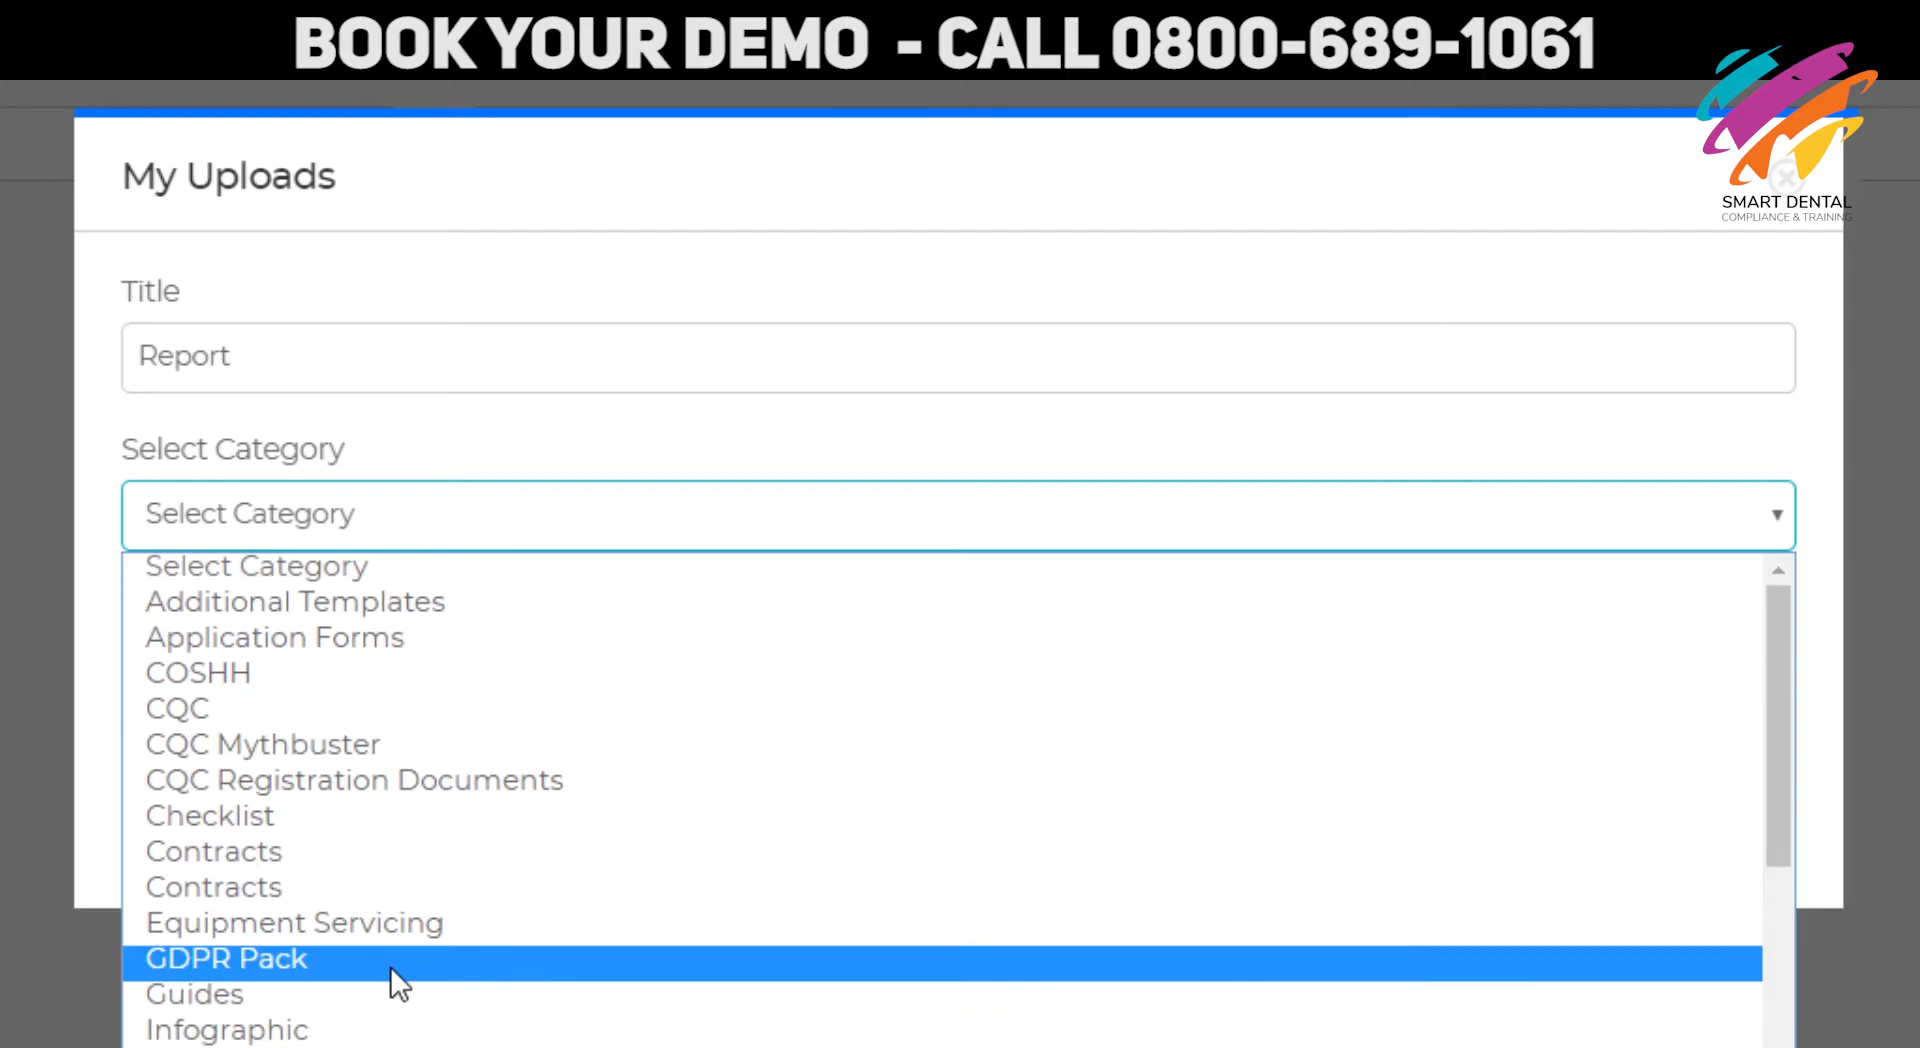 BOOK YOUR DEMO - CALL 0800-689-1061
SMART DENTAL
COMPLIANCE & TRAINING
My Uploads
Title
Report
Select Category
Select Category
Select Category
Additional Templates
Application Forms
COSHH
CQC
CQC Mythbuster
CQC Registration Documents
Checklist
Contracts
Contracts
Equipment Servicing
GDPR Pack
Guides
Infographic